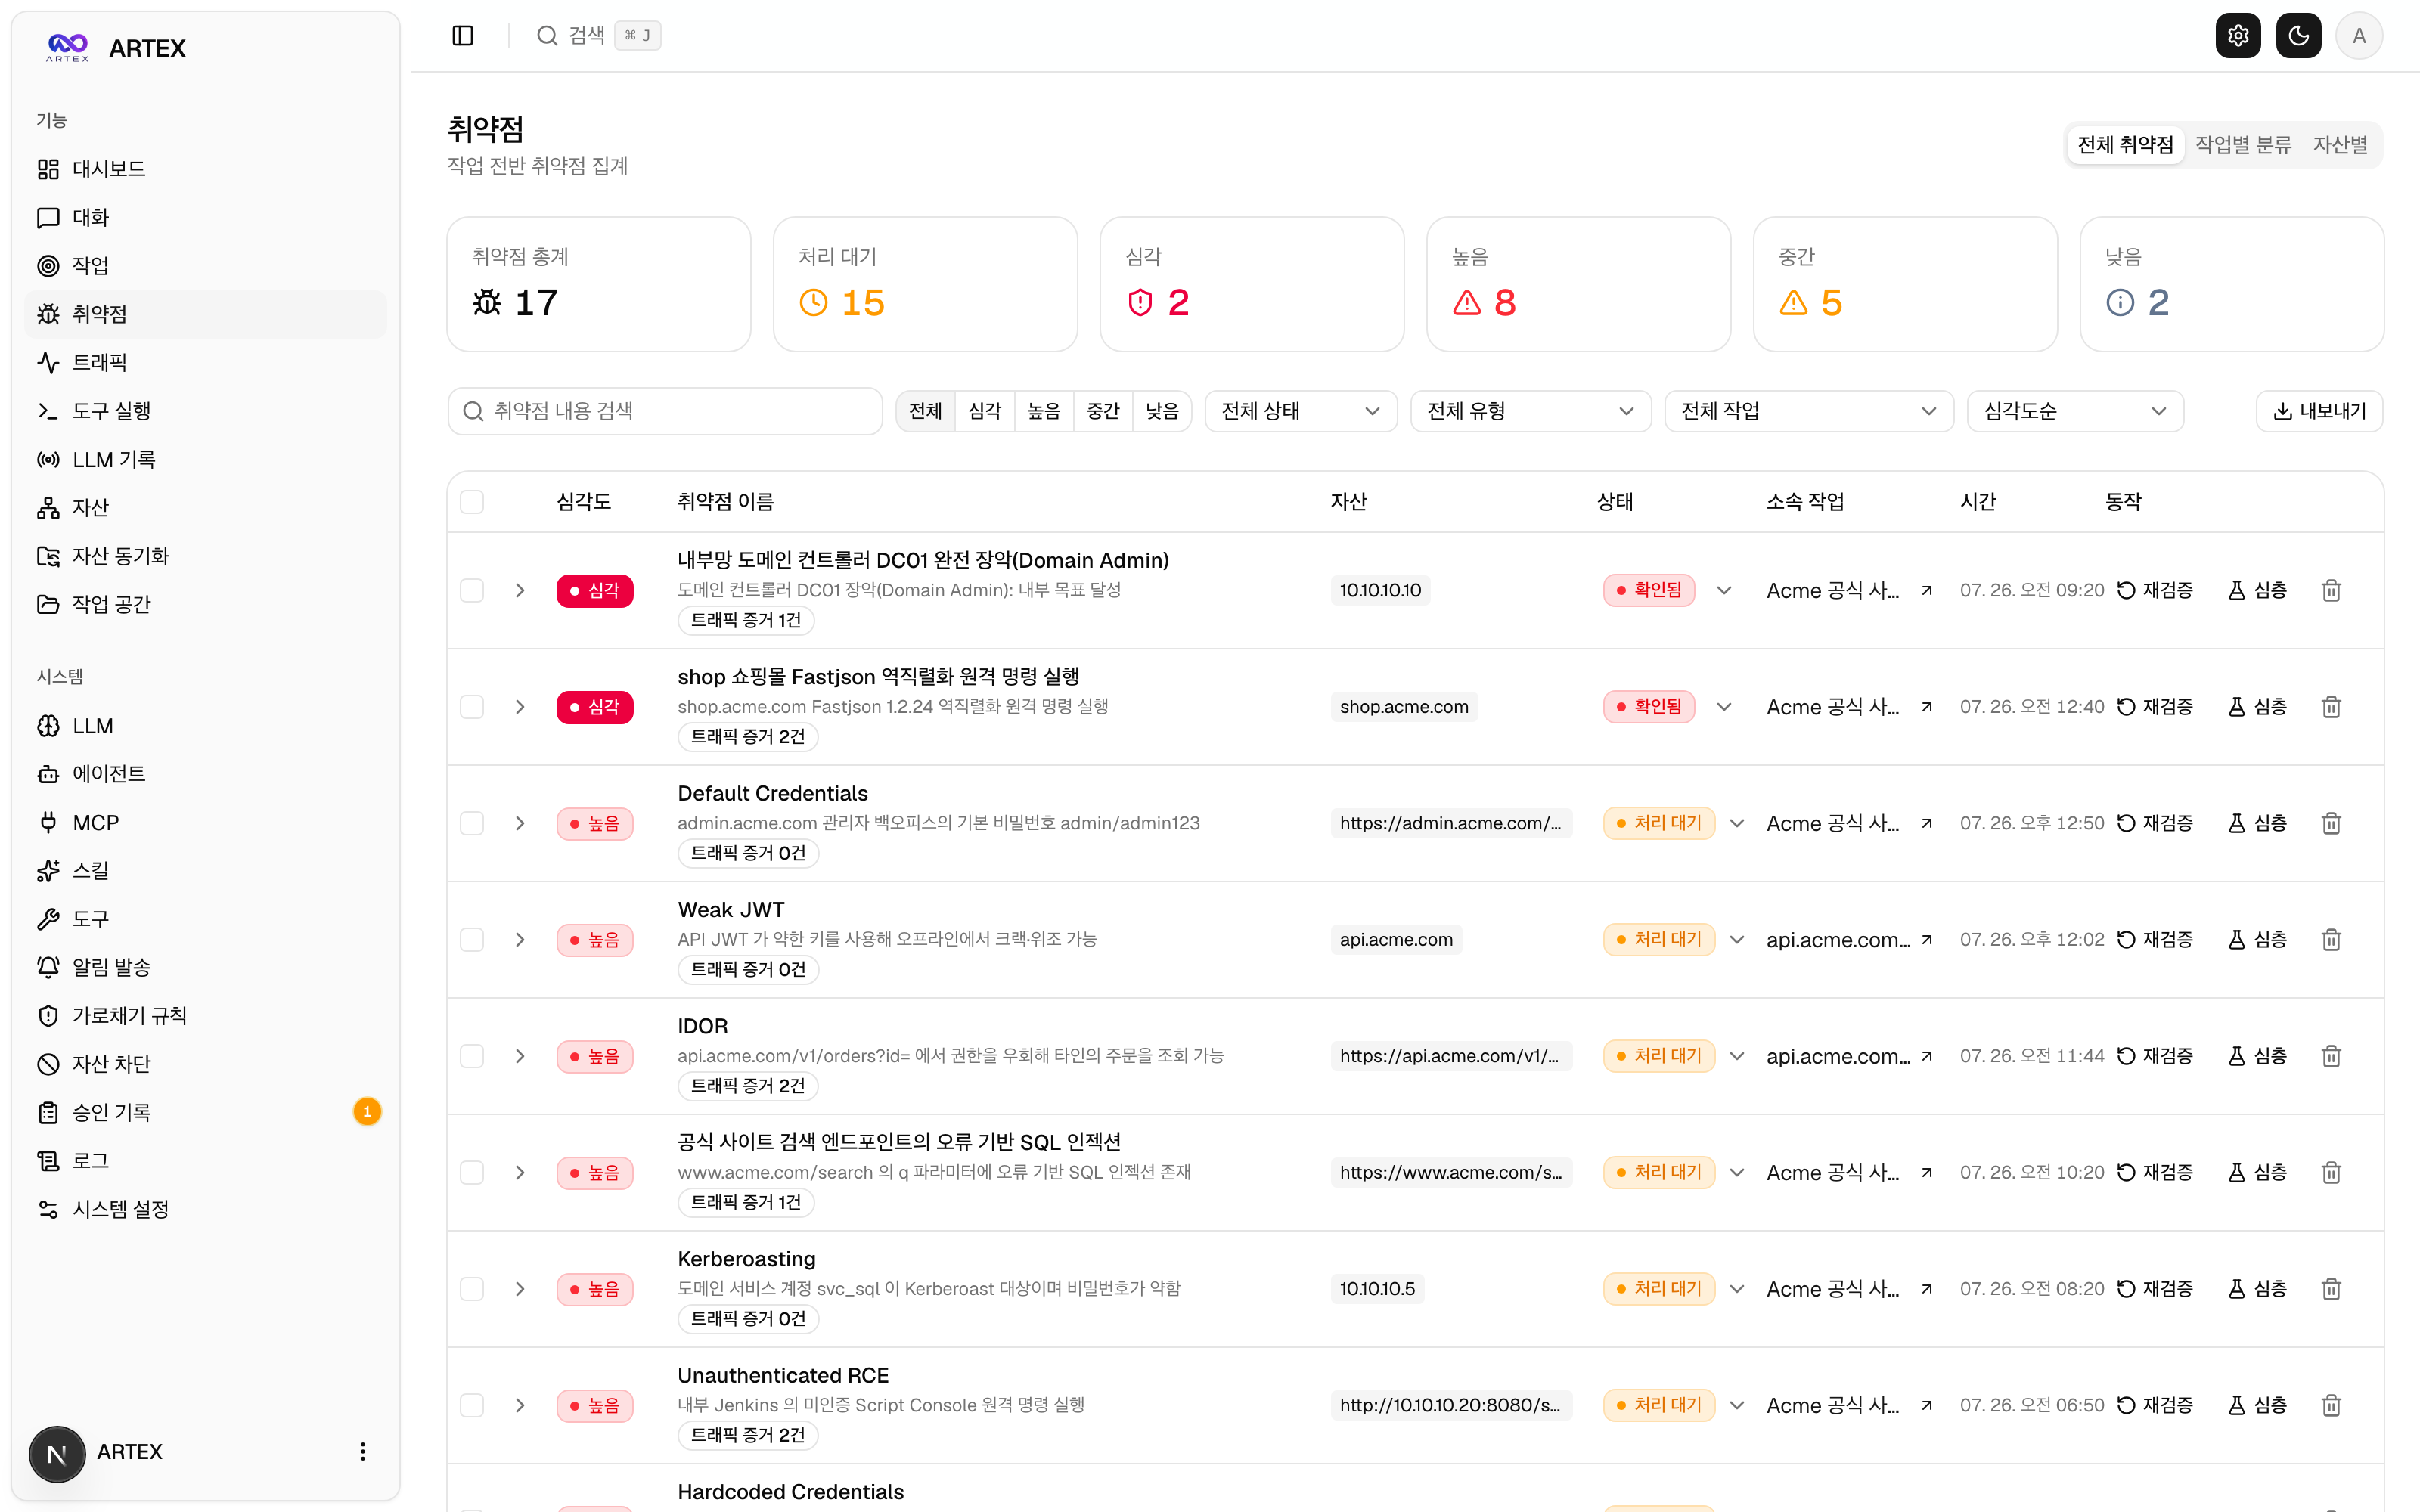 ARTEX
ARTEX
기능
대시보드
대화
작업
취약점
트래픽
도구 실행
LLM 기록
자산
자산 동기화
작업 공간
시스템
LLM
에이전트
MCP
스킬
도구
알림 발송
가로채기 규칙
자산 차단
승인 기록
1
로그
시스템 설정
N
ARTEX
검색
⌘ J
A
취약점
작업 전반 취약점 집계
전체 취약점
작업별 분류
자산별
취약점 총계
17
처리 대기
15
심각
2
높음
8
중간
5
낮음
2
취약점 내용 검색
전체
심각
높음
중간
낮음
전체 상태
전체 유형
전체 작업
심각도순
내보내기
심각도 취약점 이름 자산 상태 소속 작업 시간 동작
내부망 도메인 컨트롤러 DC01 완전 장악(Domain Admin)
심각 도메인 컨트롤러 DC01 장악(Domain Admin): 내부 목표 달성 10.10.10.10 확인됨 Acme 공식 사... 07. 26. 오전 09:20 재검증 심층
트래픽 증거 1건
shop 쇼핑몰 Fastjson 역직렬화 원격 명령 실행
심각 shop.acme.com Fastjson 1.2.24 역직렬화 원격 명령 실행 shop.acme.com 확인됨 Acme 공식 사... 07. 26. 오전 12:40 재검증 심층
트래픽 증거 2건
Default Credentials
높음 admin.acme.com 관리자 백오피스의 기본 비밀번호 admin/admin123 https://admin.acme.com/... 처리 대기 Acme 공식 사... 07. 26. 오후 12:50 재검증 심층
트래픽 증거 0건
Weak JWT
높음 API JWT 가 약한 키를 사용해 오프라인에서 크랙·위조 가능 api.acme.com 처리 대기 api.acme.com... 07. 26. 오후 12:02 재검증 심층
트래픽 증거 0건
IDOR
높음 api.acme.com/v1/orders?id= 에서 권한을 우회해 타인의 주문을 조회 가능 https://api.acme.com/v1/... 처리 대기 api.acme.com... 07. 26. 오전 11:44 재검증 심층
트래픽 증거 2건
공식 사이트 검색 엔드포인트의 오류 기반 SQL 인젝션
높음 www.acme.com/search 의 q 파라미터에 오류 기반 SQL 인젝션 존재 https://www.acme.com/s... 처리 대기 Acme 공식 사... 07. 26. 오전 10:20 재검증 심층
트래픽 증거 1건
Kerberoasting
높음 도메인 서비스 계정 svc_sql 이 Kerberoast 대상이며 비밀번호가 약함 10.10.10.5 처리 대기 Acme 공식 사... 07. 26. 오전 08:20 재검증 심층
트래픽 증거 0건
Unauthenticated RCE
높음 내부 Jenkins 의 미인증 Script Console 원격 명령 실행 http://10.10.10.20:8080/s... 처리 대기 Acme 공식 사... 07. 26. 오전 06:50 재검증 심층
트래픽 증거 2건
Hardcoded Credentials